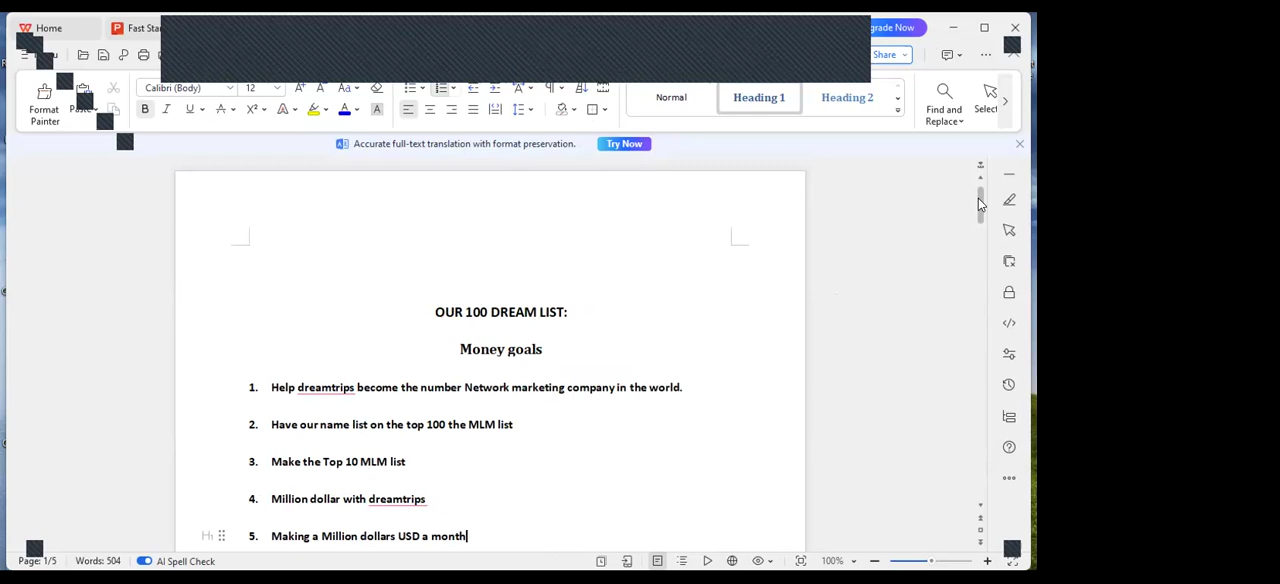 Home
Fast Sta
grade Now
Share
Format
Painter
Calibri (Body)
12
Normal
Heading 1
Heading 2
Find and
Replace
Select
Accurate full-text translation with format preservation.
Try Now
OUR 100 DREAM LIST:
Money goals
1. Help dreamtrips become the number Network marketing company in the world.
2. Have our name list on the top 100 the MLM list
3. Make the Top 10 MLM list
4. Million dollar with dreamtrips
5. Making a Million dollars USD a month
Page: 1/5 Words: 504 AI Spell Check 100%